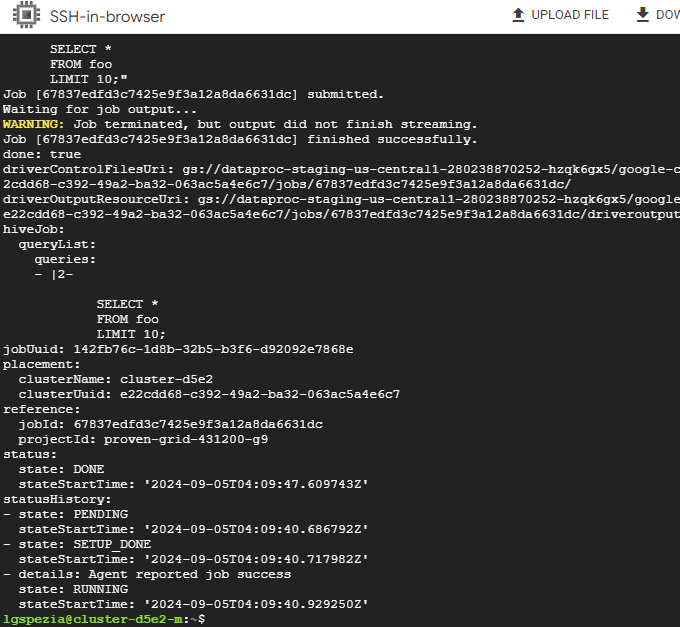 SSH-in-browser
UPLOAD FILE
DOW
SELECT *
FROM foo
LIMIT 10;"
Job [67837edfd3c7425e9f3a12a8da6631dc] submitted.
Waiting for job output...
WARNING: Job terminated, but output did not finish streaming.
Job [67837edfd3c7425e9f3a12a8da6631dc] finished successfully.
done: true
driverControlFilesUri: gs://dataproc-staging-us-central1-280238870252-hzqk6gx5/google-c
2cdd68-c392-49a2-ba32-063ac5a4e6c7/jobs/67837edfd3c7425e9f3a12a8da6631dc/
driverOutputResourceUri: gs://dataproc-staging-us-central1-280238870252-hzqk6gx5/google
e22cdd68-c392-49a2-ba32-063ac5a4e6c7/jobs/67837edfd3c7425e9f3a12a8da6631dc/driveroutput
hiveJob:
  queryList:
    queries:
    - |2-
            SELECT *
            FROM foo
            LIMIT 10;
jobUuid: 142fb76c-1d8b-32b5-b3f6-d92092e7868e
placement:
  clusterName: cluster-d5e2
  clusterUuid: e22cdd68-c392-49a2-ba32-063ac5a4e6c7
reference:
  jobId: 67837edfd3c7425e9f3a12a8da6631dc
  projectId: proven-grid-431200-g9
status:
  state: DONE
  stateStartTime: '2024-09-05T04:09:47.609743Z'
statusHistory:
- state: PENDING
  stateStartTime: '2024-09-05T04:09:40.686792Z'
- state: SETUP_DONE
  stateStartTime: '2024-09-05T04:09:40.717982Z'
- details: Agent reported job success
  state: RUNNING
  stateStartTime: '2024-09-05T04:09:40.929250Z'
lgspezia@cluster-d5e2-m:~$